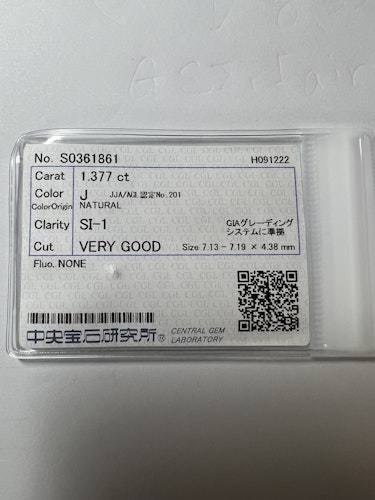 No. S0361861 H091222
Carat 1.377 ct
Color J JJA/AGL認定No.201
ColorOrigin NATURAL
Clarity SI-1 GIAグレーディング
システムに準拠
Cut VERY GOOD Size 7.13 - 7.19 × 4.38 mm
Fluo. NONE
中央宝石研究所® CENTRAL GEM
LABORATORY